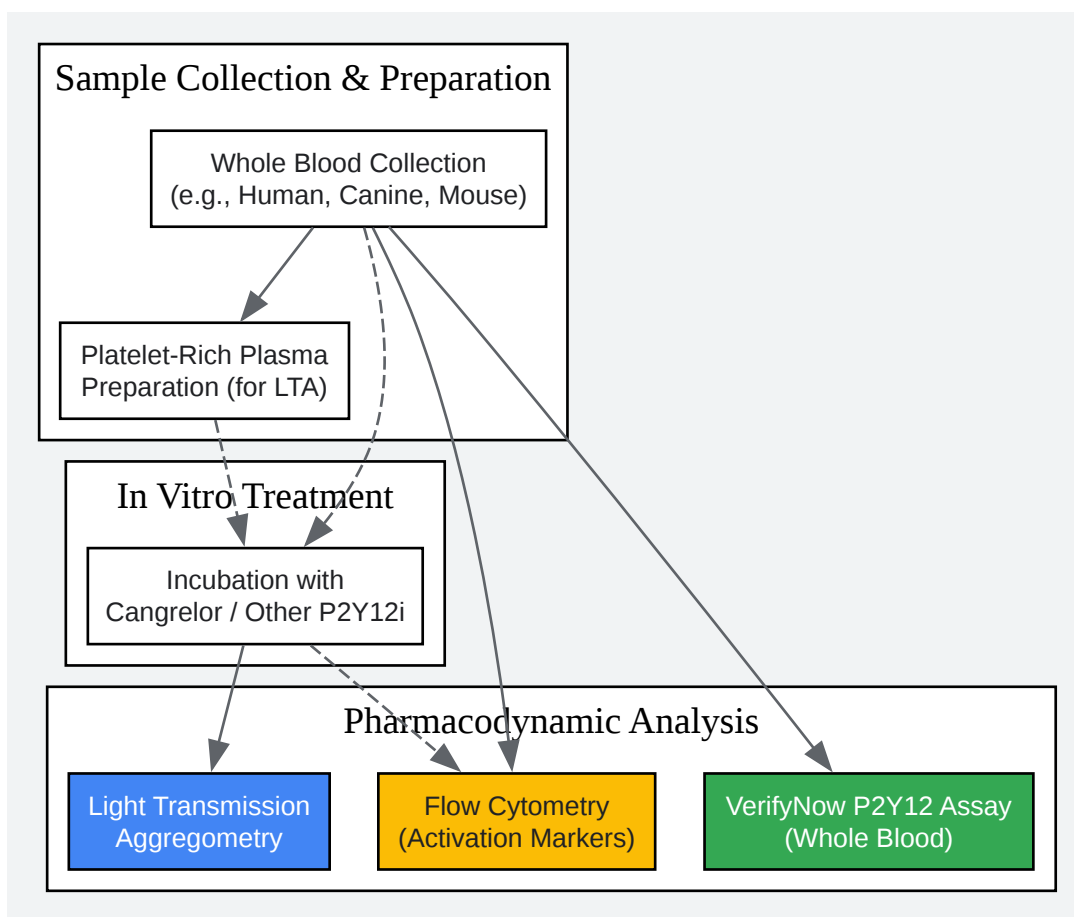 Sample Collection & Preparation
Whole Blood Collection
(e.g., Human, Canine, Mouse)
Platelet-Rich Plasma
Preparation (for LTA)
In Vitro Treatment
Incubation with
Cangrelor / Other P2Y12i
Pharmacodynamic Analysis
Light Transmission
Aggregometry
Flow Cytometry
(Activation Markers)
VerifyNow P2Y12 Assay
(Whole Blood)